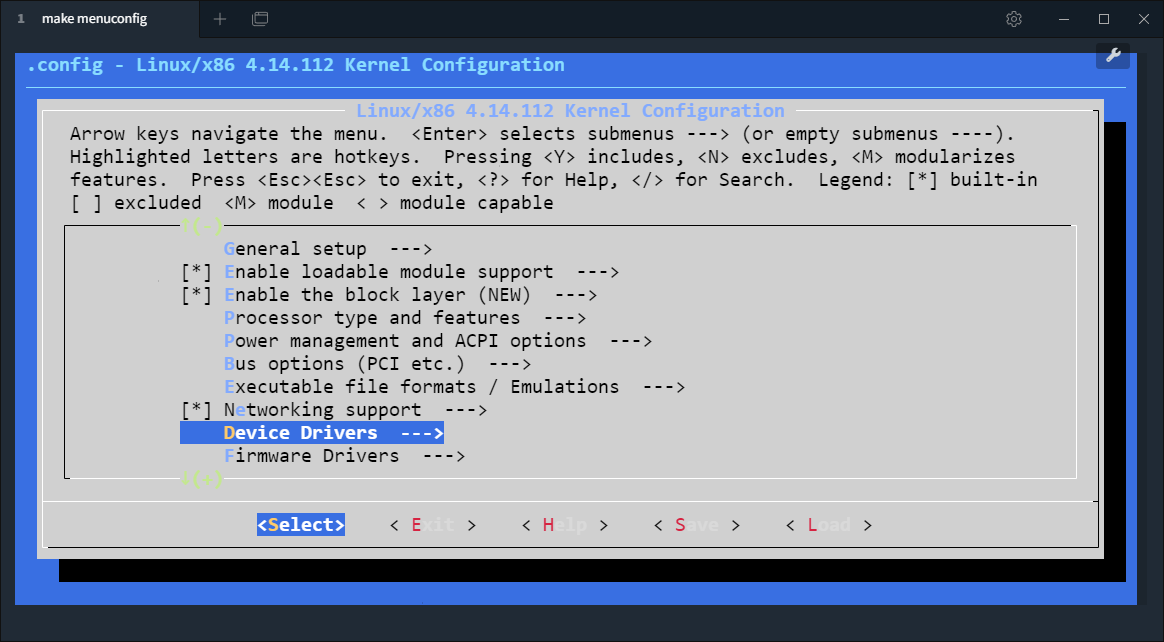 1 make menuconfig
.config - Linux/x86 4.14.112 Kernel Configuration
Linux/x86 4.14.112 Kernel Configuration
Arrow keys navigate the menu.  <Enter> selects submenus ---> (or empty submenus ----).
Highlighted letters are hotkeys.  Pressing <Y> includes, <N> excludes, <M> modularizes
features.  Press <Esc><Esc> to exit, <?> for Help, </> for Search.  Legend: [*] built-in
[ ] excluded  <M> module  < > module capable
↑(-)
General setup  --->
[*] Enable loadable module support  --->
[*] Enable the block layer (NEW)  --->
Processor type and features  --->
Power management and ACPI options  --->
Bus options (PCI etc.)  --->
Executable file formats / Emulations  --->
[*] Networking support  --->
Device Drivers  --->
Firmware Drivers  --->
↓(+)
<Select>    < Exit >    < Help >    < Save >    < Load >